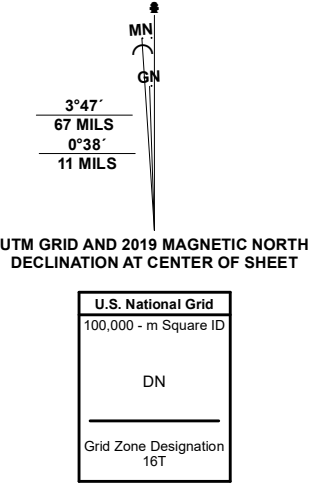 MN
GN
3°47´
67 MILS
0°38´
11 MILS
UTM GRID AND 2019 MAGNETIC NORTH
DECLINATION AT CENTER OF SHEET
U.S. National Grid
100,000 - m Square ID
DN
Grid Zone Designation
16T